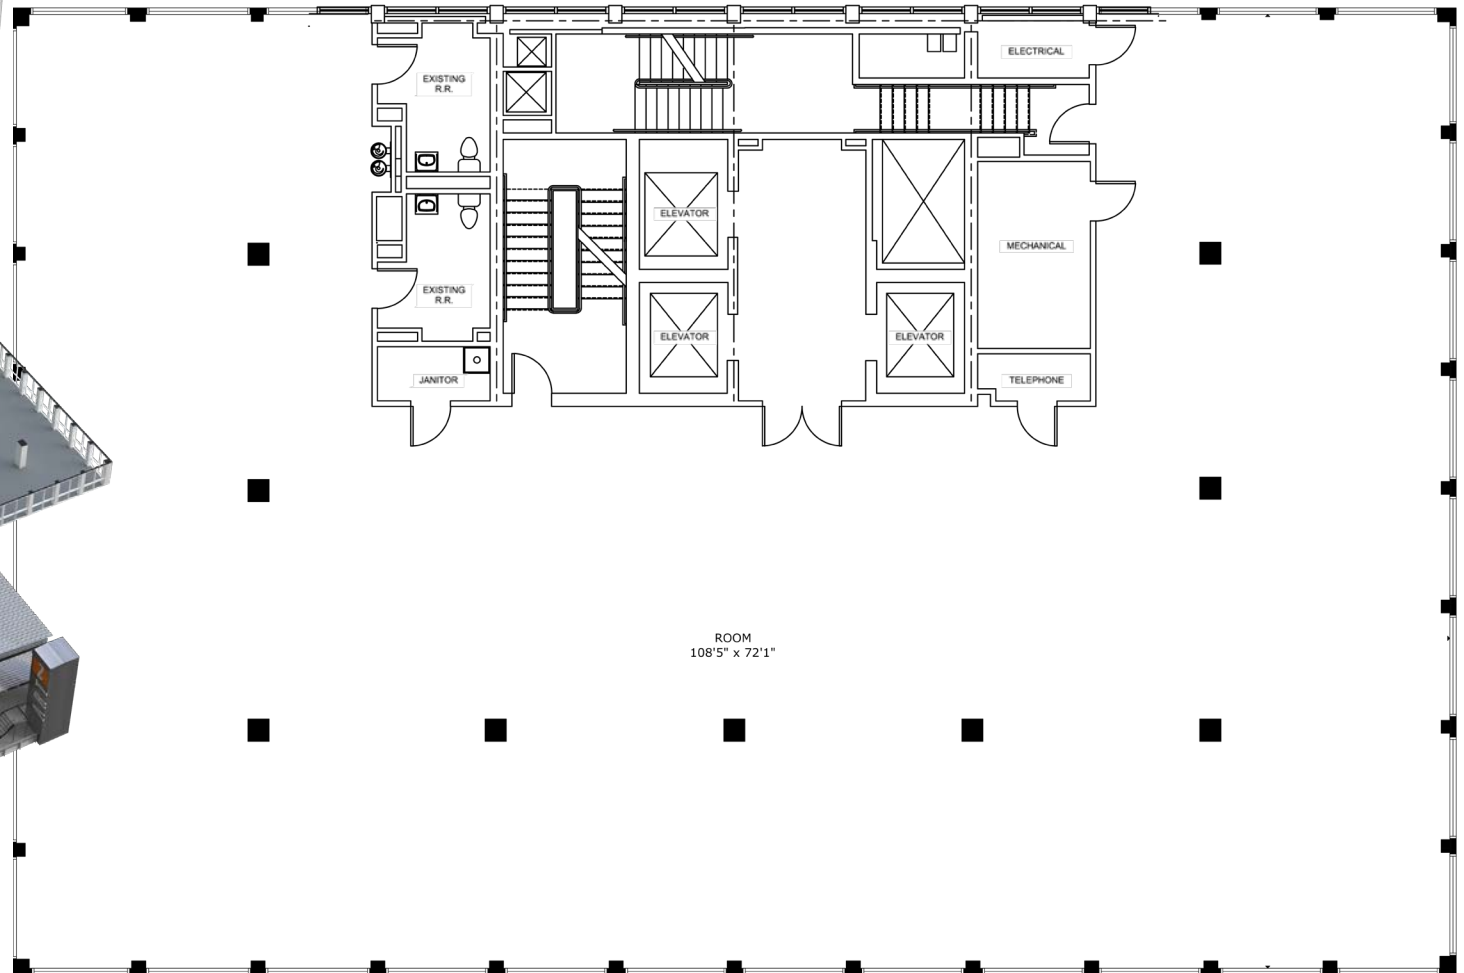 ELECTRICAL
EXISTING
R.R.
ELEVATOR
MECHANICAL
EXISTING
R.R.
ELEVATOR
ELEVATOR
JANITOR
TELEPHONE
ROOM
108'5" x 72'1"